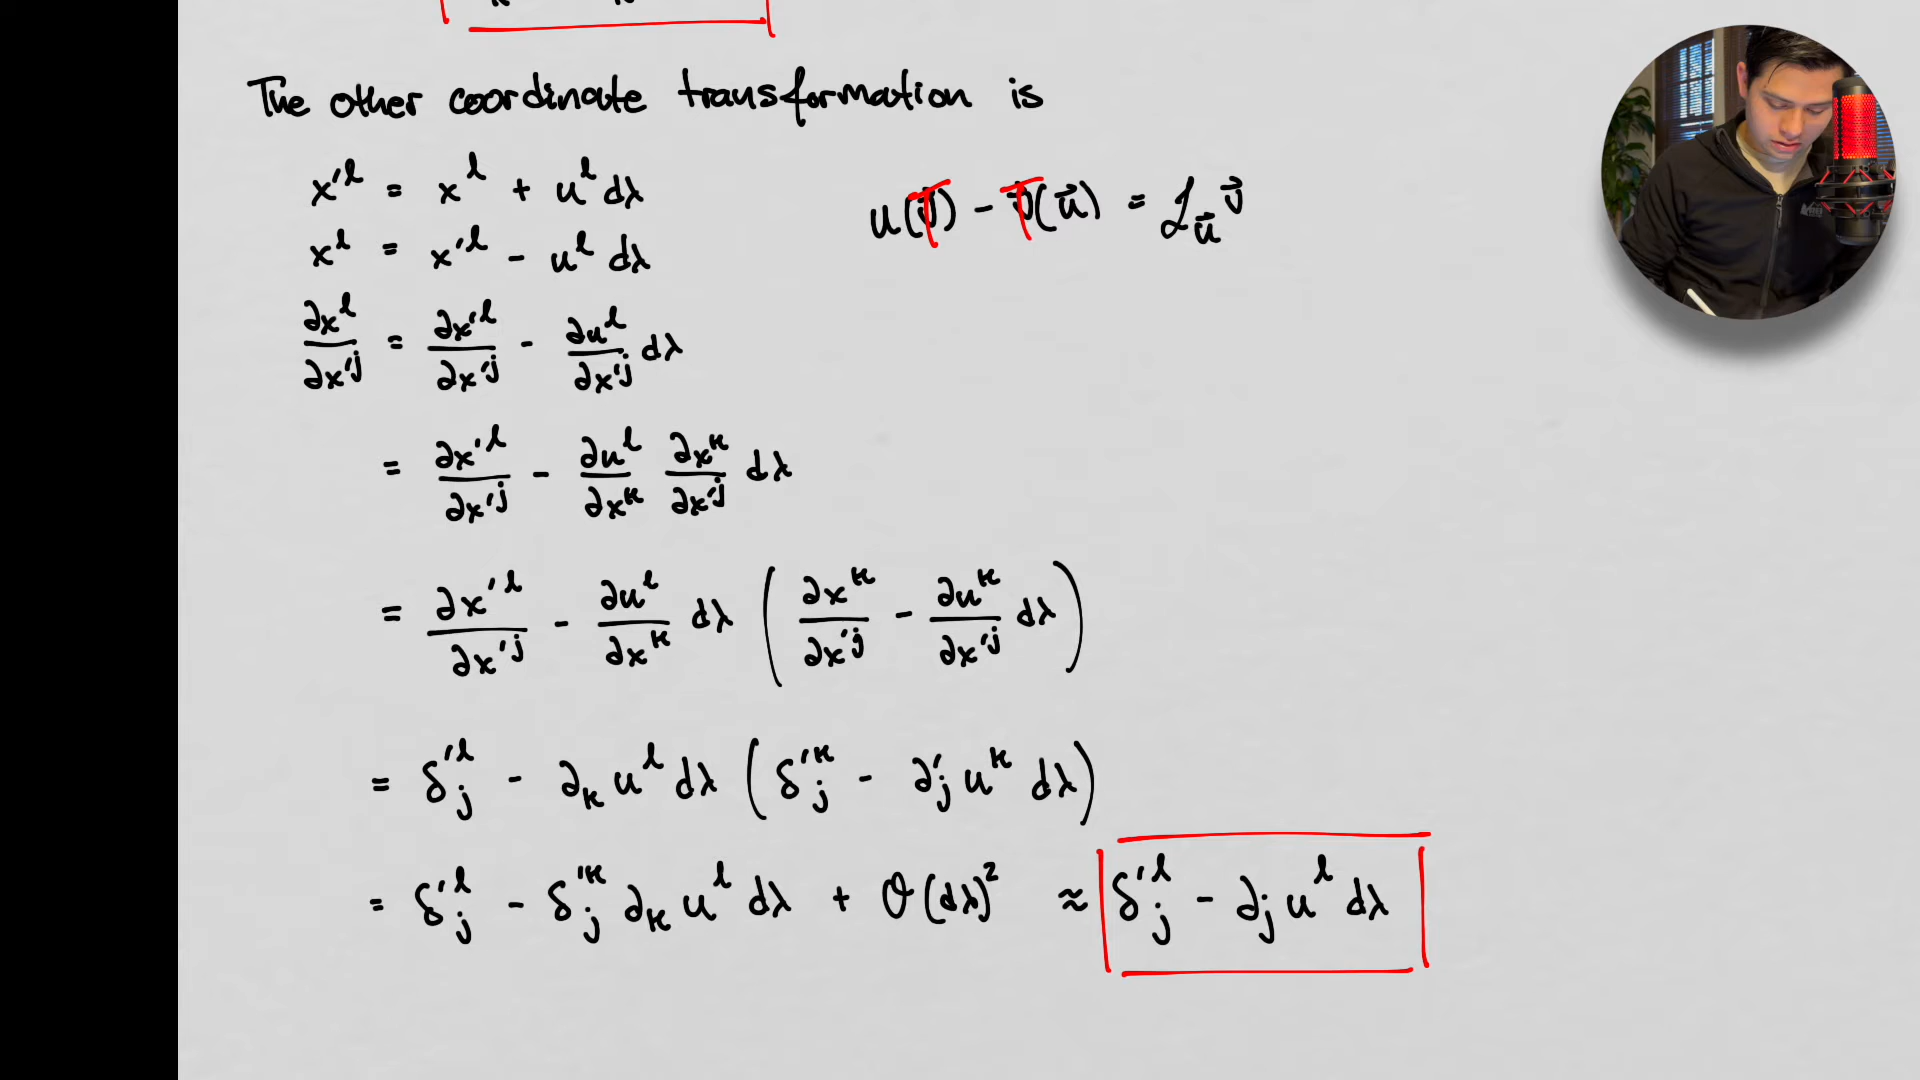 The other coordinate transformation is
x'^l = x^l + u^l dλ
x^l = x'^l - u^l dλ
∂x^l/∂x'^j = ∂x'^l/∂x'^j - ∂u^l/∂x'^j dλ
= ∂x'^l/∂x'^j - ∂u^l/∂x^k ∂x^k/∂x'^j dλ
= ∂x'^l/∂x'^j - ∂u^l/∂x^k dλ (∂x^k/∂x'^j - ∂u^k/∂x'^j dλ)
= δ'^l_j - ∂_k u^l dλ (δ'^k_j - ∂'_j u^k dλ)
= δ'^l_j - δ'^k_j ∂_k u^l dλ + O(dλ)^2 ≈ δ'^l_j - ∂_j u^l dλ
u(T) - T(u⃗) = ℒ_u⃗ v⃗